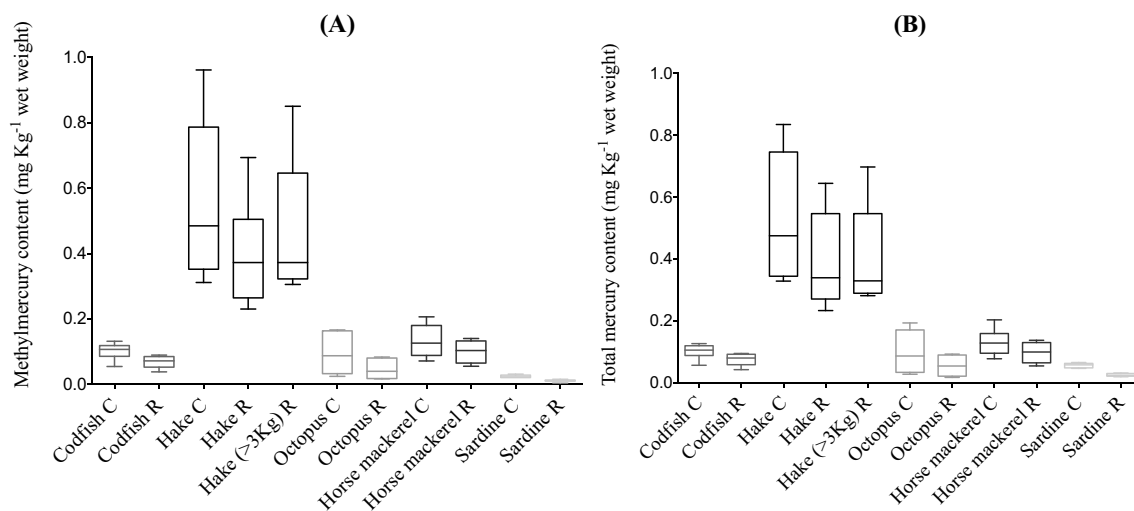 (A)
Methylmercury content (mg Kg⁻¹ wet weight)
1.0
0.8
0.6
0.4
0.2
0.0
Codfish C
Codfish R
Hake C
Hake R
Hake (>3Kg) R
Octopus C
Octopus R
Horse mackerel C
Horse mackerel R
Sardine C
Sardine R
(B)
Total mercury content (mg Kg⁻¹ wet weight)
1.0
0.8
0.6
0.4
0.2
0.0
Codfish C
Codfish R
Hake C
Hake R
Hake (>3Kg) R
Octopus C
Octopus R
Horse mackerel C
Horse mackerel R
Sardine C
Sardine R